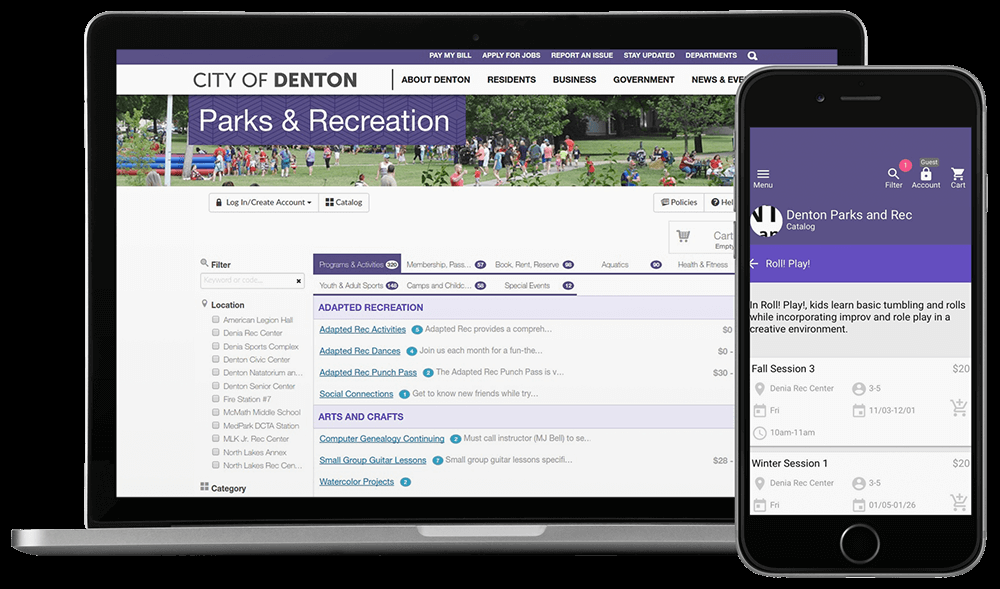 PAY MY BILL APPLY FOR JOBS REPORT AN ISSUE STAY UPDATED DEPARTMENTS
CITY OF DENTON ABOUT DENTON RESIDENTS BUSINESS GOVERNMENT NEWS & EVE
Parks & Recreation
Log In/Create Account Catalog Policies Hel
Cart
Empty
Filter
Keyword or code...
Location
American Legion Hall
Denia Rec Center
Denia Sports Complex
Denton Civic Center
Denton Natatorium an...
Denton Senior Center
Fire Station #7
McMath Middle School
MedPark DCTA Station
MLK Jr. Rec Center
North Lakes Annex
North Lakes Rec Cen...
Category
Programs & Activities 320 Membership, Pass... 57 Book, Rent, Reserve 98 Aquatics 90 Health & Fitness
Youth & Adult Sports 148 Camps and Childc... 58 Special Events 12
ADAPTED RECREATION
Adapted Rec Activities 5 Adapted Rec provides a compreh... $0 -
Adapted Rec Dances 4 Join us each month for a fun-the... $0 -
Adapted Rec Punch Pass 2 The Adapted Rec Punch Pass is v... $30 -
Social Connections 1 Get to know new friends while try...
ARTS AND CRAFTS
Computer Genealogy Continuing 2 Must call instructor (MJ Bell) to se...
Small Group Guitar Lessons 7 Small group guitar lessons specifi... $28 -
Watercolor Projects 2
Menu
1
Filter
Guest
Account
Cart
Denton Parks and Rec
Catalog
Roll! Play!
In Roll! Play!, kids learn basic tumbling and rolls
while incorporating improv and role play in a
creative environment.
Fall Session 3 $20
Denia Rec Center 3-5
Fri 11/03-12/01
10am-11am
Winter Session 1 $20
Denia Rec Center 3-5
Fri 01/05-01/26